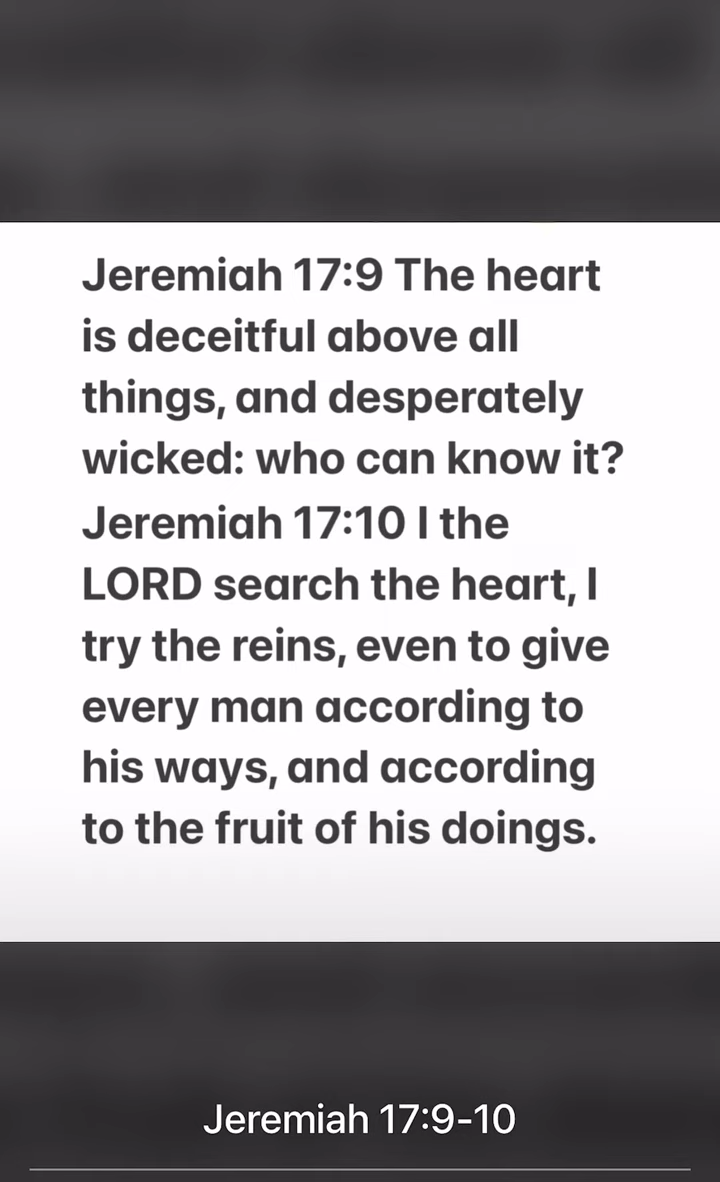 Jeremiah 17:9 The heart
is deceitful above all
things, and desperately
wicked: who can know it?
Jeremiah 17:10 I the
LORD search the heart, I
try the reins, even to give
every man according to
his ways, and according
to the fruit of his doings.
Jeremiah 17:9-10